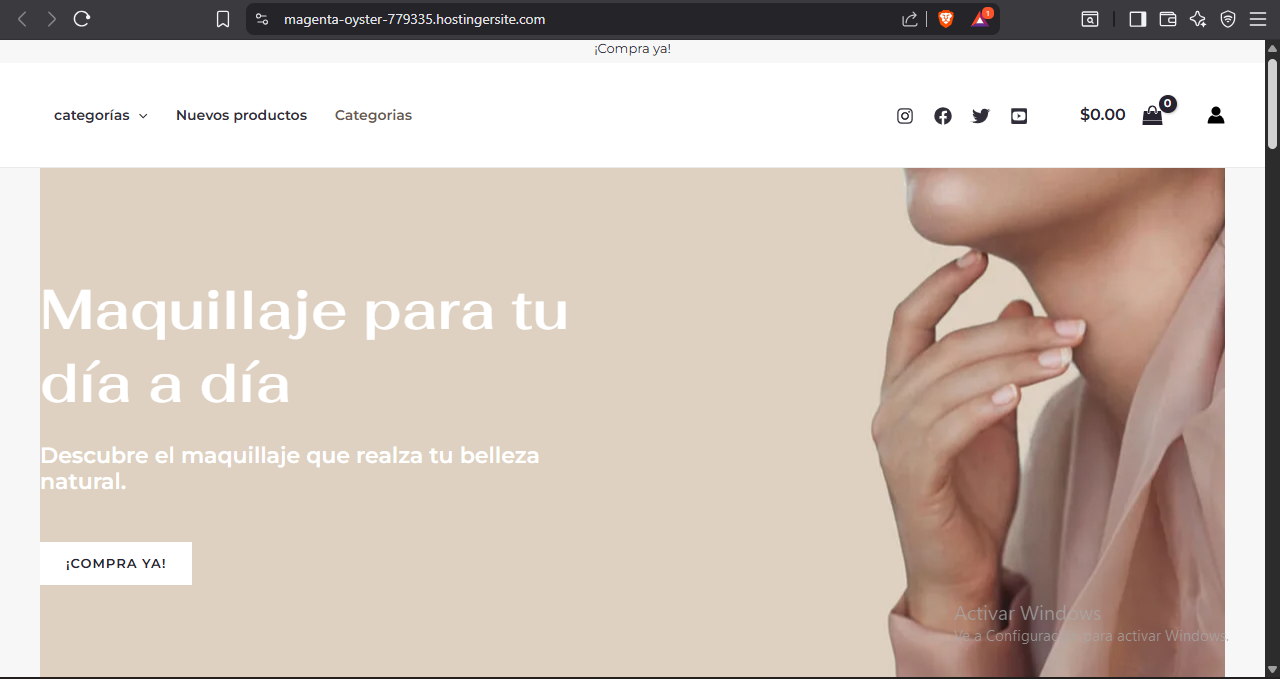 magenta-oyster-779335.hostingersite.com
1
¡Compra ya!
categorías
Nuevos productos
Categorias
$0.00
0
Maquillaje para tu
día a día
Descubre el maquillaje que realza tu belleza
natural.
¡COMPRA YA!
Activar Windows
Ve a Configuración para activar Windows.